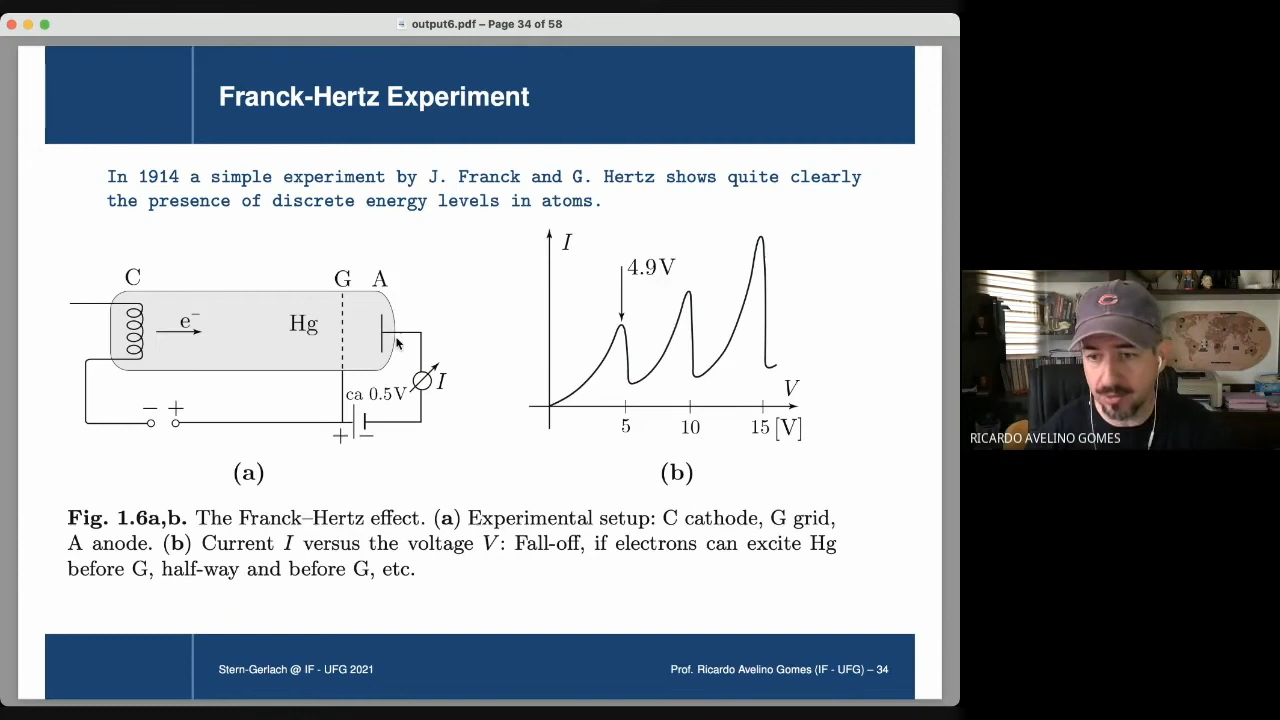 output6.pdf – Page 34 of 58
Franck-Hertz Experiment
In 1914 a simple experiment by J. Franck and G. Hertz shows quite clearly
the presence of discrete energy levels in atoms.
C
G A
e⁻
Hg
I
ca 0.5V
− +
+ −
(a)
I
4.9V
V
5 10 15 [V]
(b)
Fig. 1.6a,b. The Franck–Hertz effect. (a) Experimental setup: C cathode, G grid,
A anode. (b) Current I versus the voltage V: Fall-off, if electrons can excite Hg
before G, half-way and before G, etc.
Stern-Gerlach @ IF - UFG 2021
Prof. Ricardo Avelino Gomes (IF - UFG) – 34
RICARDO AVELINO GOMES